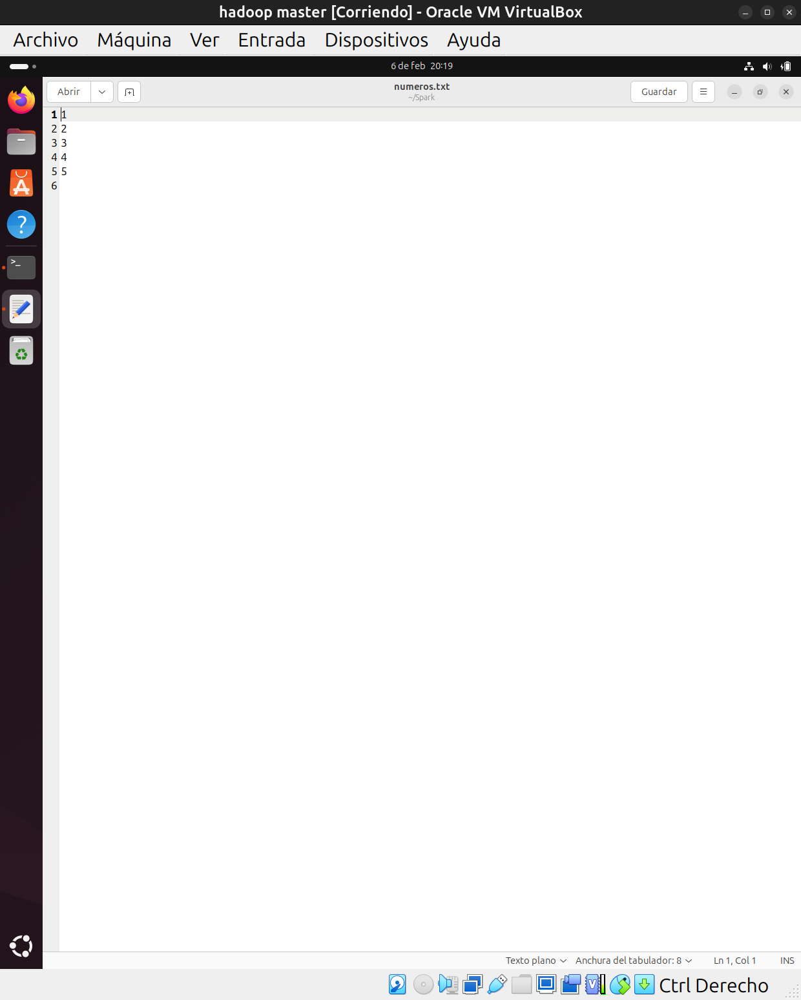 hadoop master [Corriendo] - Oracle VM VirtualBox
Archivo Máquina Ver Entrada Dispositivos Ayuda
6 de feb 20:19
Abrir
numeros.txt
~/Spark
Guardar
1 1
2 2
3 3
4 4
5 5
6
Texto plano Anchura del tabulador: 8 Ln 1, Col 1 INS
Ctrl Derecho